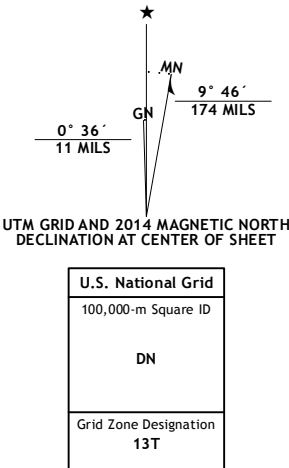 ★
MN
GN
9° 46´
174 MILS
0° 36´
11 MILS
UTM GRID AND 2014 MAGNETIC NORTH
DECLINATION AT CENTER OF SHEET
U.S. National Grid
100,000-m Square ID
DN
Grid Zone Designation
13T